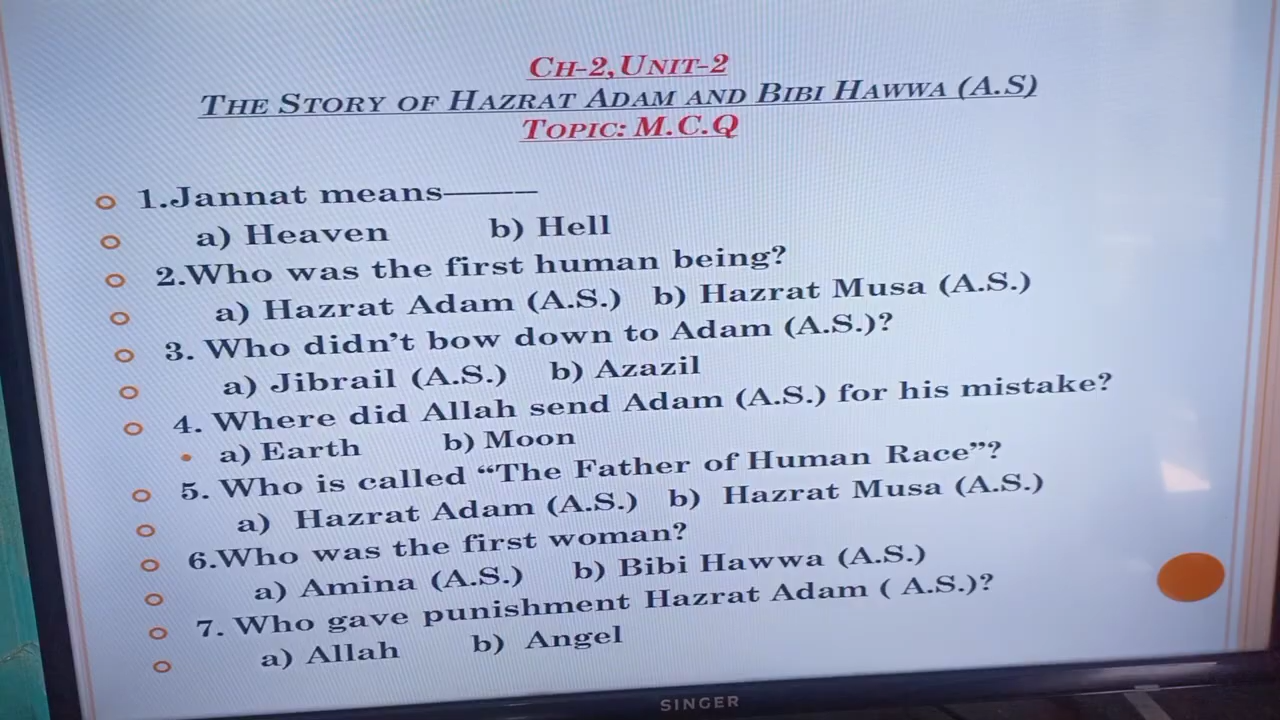 CH-2, UNIT-2
THE STORY OF HAZRAT ADAM AND BIBI HAWWA (A.S)
TOPIC: M.C.Q
1.Jannat means———
a) Heaven b) Hell
2.Who was the first human being?
a) Hazrat Adam (A.S.) b) Hazrat Musa (A.S.)
3. Who didn’t bow down to Adam (A.S.)?
a) Jibrail (A.S.) b) Azazil
4. Where did Allah send Adam (A.S.) for his mistake?
a) Earth b) Moon
5. Who is called “The Father of Human Race”?
a) Hazrat Adam (A.S.) b) Hazrat Musa (A.S.)
6.Who was the first woman?
a) Amina (A.S.) b) Bibi Hawwa (A.S.)
7. Who gave punishment Hazrat Adam ( A.S.)?
a) Allah b) Angel
SINGER